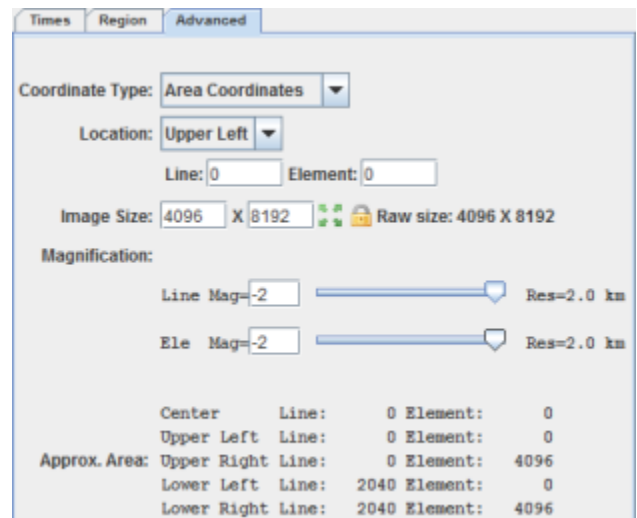 Times Region Advanced
Coordinate Type: Area Coordinates
Location: Upper Left
Line: 0 Element: 0
Image Size: 4096 X 8192 Raw size: 4096 X 8192
Magnification:
Line Mag=-2 Res=2.0 km
Ele Mag=-2 Res=2.0 km
Center Line: 0 Element: 0
Upper Left Line: 0 Element: 0
Approx. Area: Upper Right Line: 0 Element: 4096
Lower Left Line: 2040 Element: 0
Lower Right Line: 2040 Element: 4096